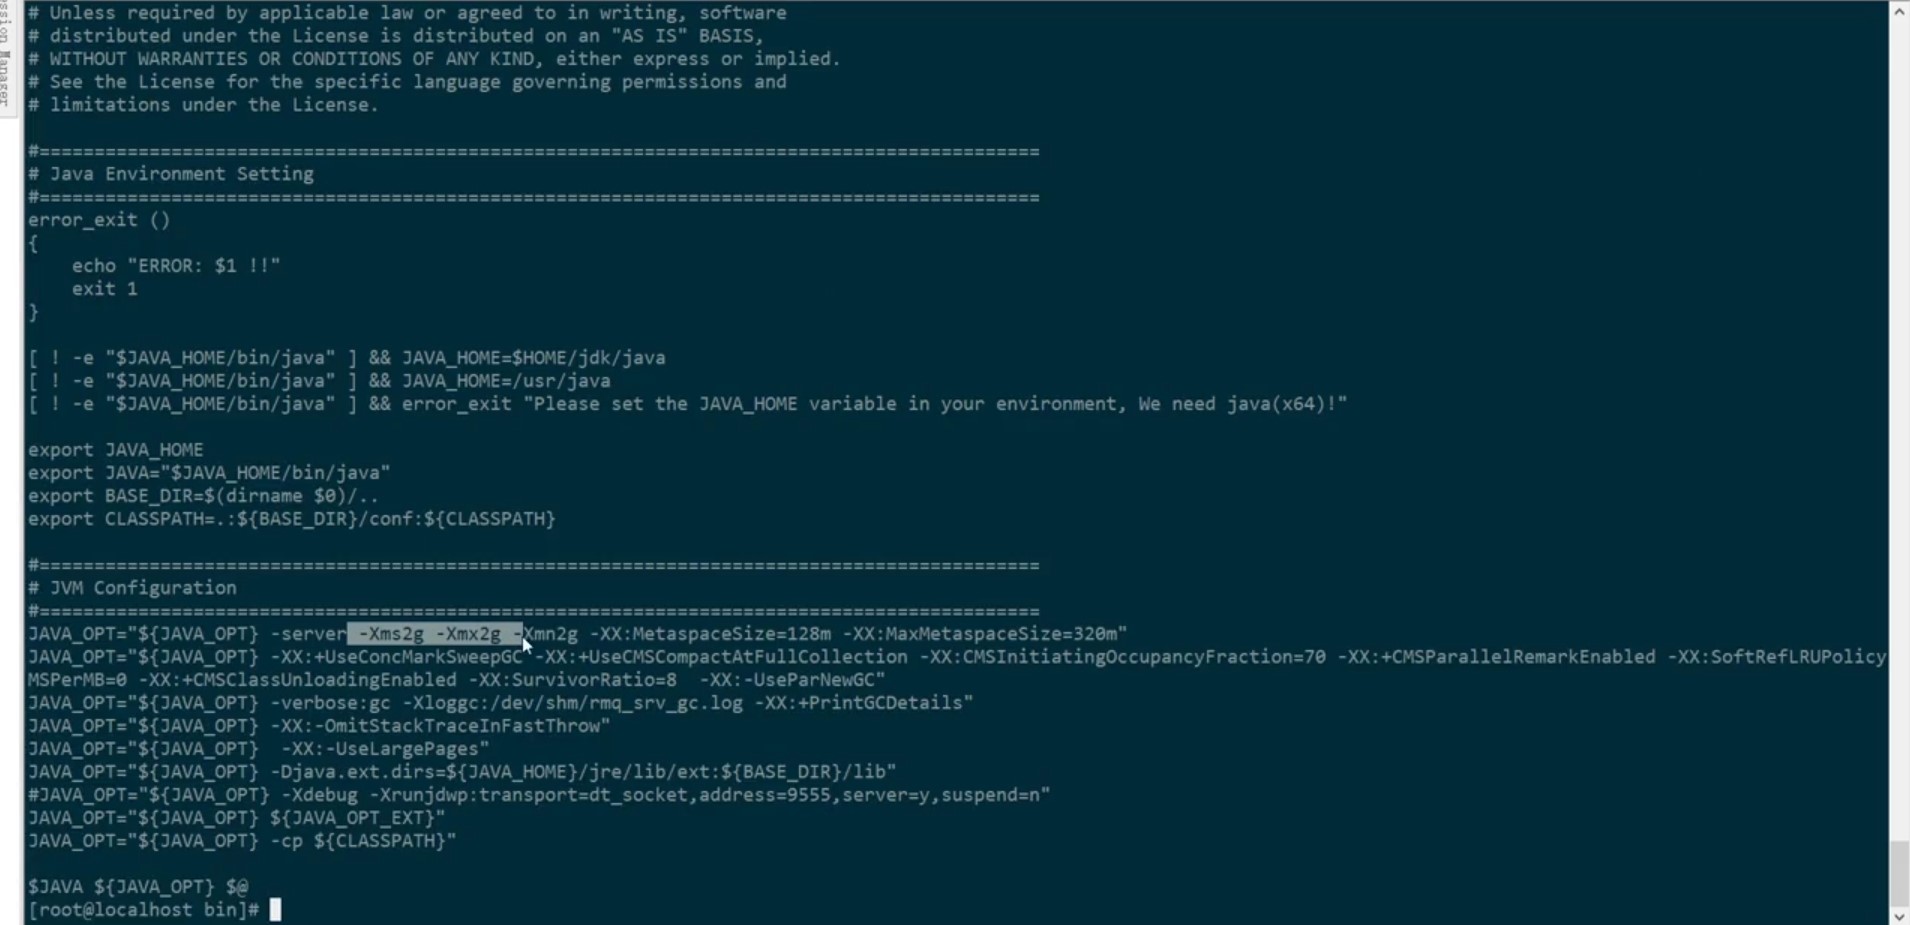 ssion Manager
# Unless required by applicable law or agreed to in writing, software
# distributed under the License is distributed on an "AS IS" BASIS,
# WITHOUT WARRANTIES OR CONDITIONS OF ANY KIND, either express or implied.
# See the License for the specific language governing permissions and
# limitations under the License.
#===========================================================================================
# Java Environment Setting
#===========================================================================================
error_exit ()
{
    echo "ERROR: $1 !!"
    exit 1
}
[ ! -e "$JAVA_HOME/bin/java" ] && JAVA_HOME=$HOME/jdk/java
[ ! -e "$JAVA_HOME/bin/java" ] && JAVA_HOME=/usr/java
[ ! -e "$JAVA_HOME/bin/java" ] && error_exit "Please set the JAVA_HOME variable in your environment, We need java(x64)!"
export JAVA_HOME
export JAVA="$JAVA_HOME/bin/java"
export BASE_DIR=$(dirname $0)/..
export CLASSPATH=.:${BASE_DIR}/conf:${CLASSPATH}
#===========================================================================================
# JVM Configuration
#===========================================================================================
JAVA_OPT="${JAVA_OPT} -server -Xms2g -Xmx2g -Xmn2g -XX:MetaspaceSize=128m -XX:MaxMetaspaceSize=320m"
JAVA_OPT="${JAVA_OPT} -XX:+UseConcMarkSweepGC -XX:+UseCMSCompactAtFullCollection -XX:CMSInitiatingOccupancyFraction=70 -XX:+CMSParallelRemarkEnabled -XX:SoftRefLRUPolicy
MSPerMB=0 -XX:+CMSClassUnloadingEnabled -XX:SurvivorRatio=8  -XX:-UseParNewGC"
JAVA_OPT="${JAVA_OPT} -verbose:gc -Xloggc:/dev/shm/rmq_srv_gc.log -XX:+PrintGCDetails"
JAVA_OPT="${JAVA_OPT} -XX:-OmitStackTraceInFastThrow"
JAVA_OPT="${JAVA_OPT}  -XX:-UseLargePages"
JAVA_OPT="${JAVA_OPT} -Djava.ext.dirs=${JAVA_HOME}/jre/lib/ext:${BASE_DIR}/lib"
#JAVA_OPT="${JAVA_OPT} -Xdebug -Xrunjdwp:transport=dt_socket,address=9555,server=y,suspend=n"
JAVA_OPT="${JAVA_OPT} ${JAVA_OPT_EXT}"
JAVA_OPT="${JAVA_OPT} -cp ${CLASSPATH}"
$JAVA ${JAVA_OPT} $@
[root@localhost bin]#